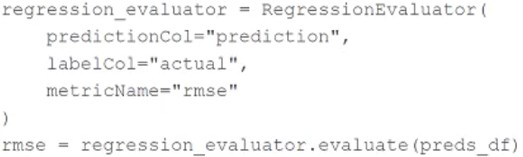 regression_evaluator = RegressionEvaluator(
    predictionCol="prediction",
    labelCol="actual",
    metricName="rmse"
)
rmse = regression_evaluator.evaluate(preds_df)